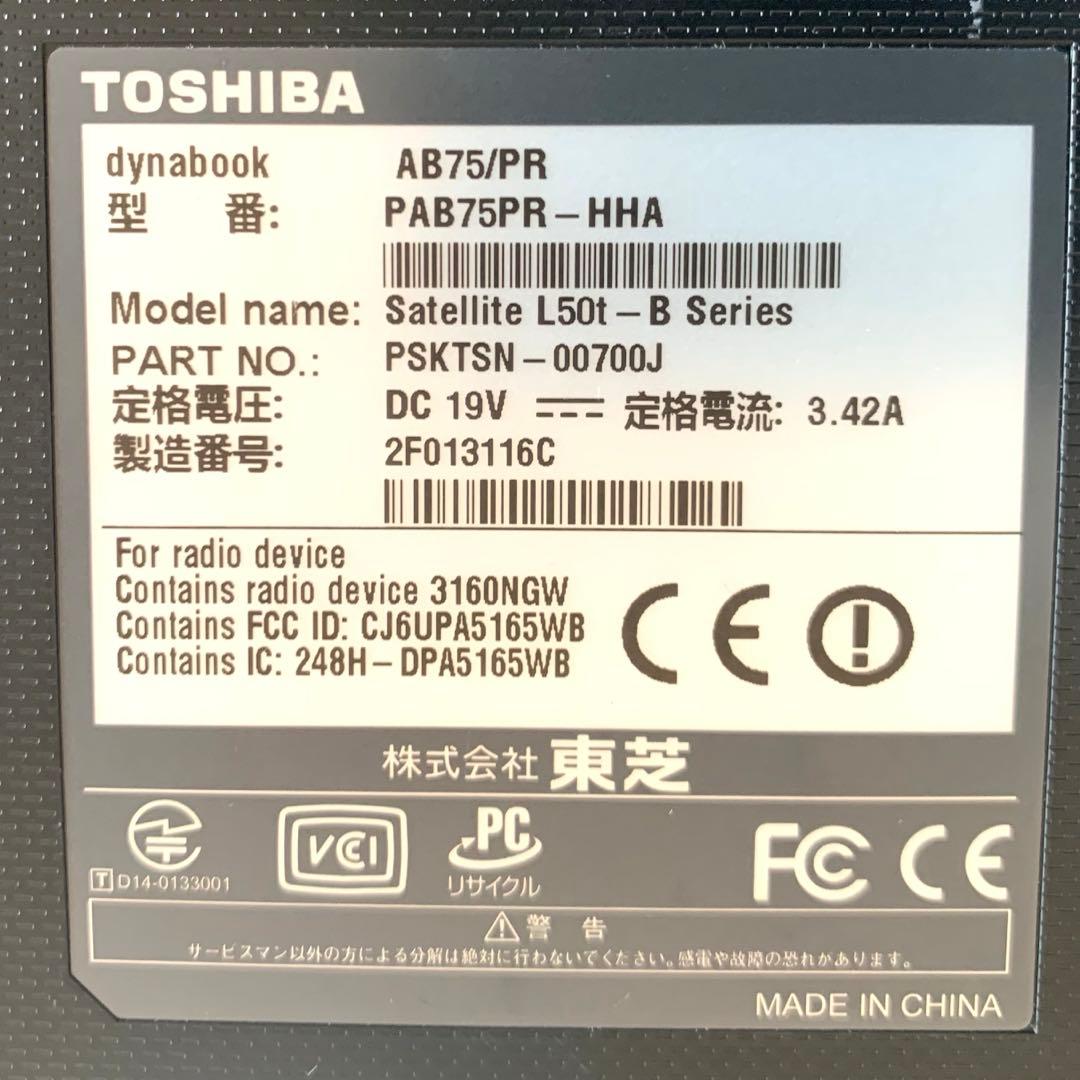 TOSHIBA
dynabook AB75/PR
型 番: PAB75PR-HHA
Model name: Satellite L50t-B Series
PART NO.: PSKTSN-00700J
定格電圧: DC 19V ⎓ 定格電流: 3.42A
製造番号: 2F013116C
For radio device
Contains radio device 3160NGW
Contains FCC ID: CJ6UPA5165WB
Contains IC: 248H-DPA5165WB
CE
株式会社 東芝
T D14-0133001
VCCI
PC
リサイクル
FC CE
⚠警 告
サービスマン以外の方による分解は絶対に行わないでください。感電や故障の恐れがあります。
MADE IN CHINA